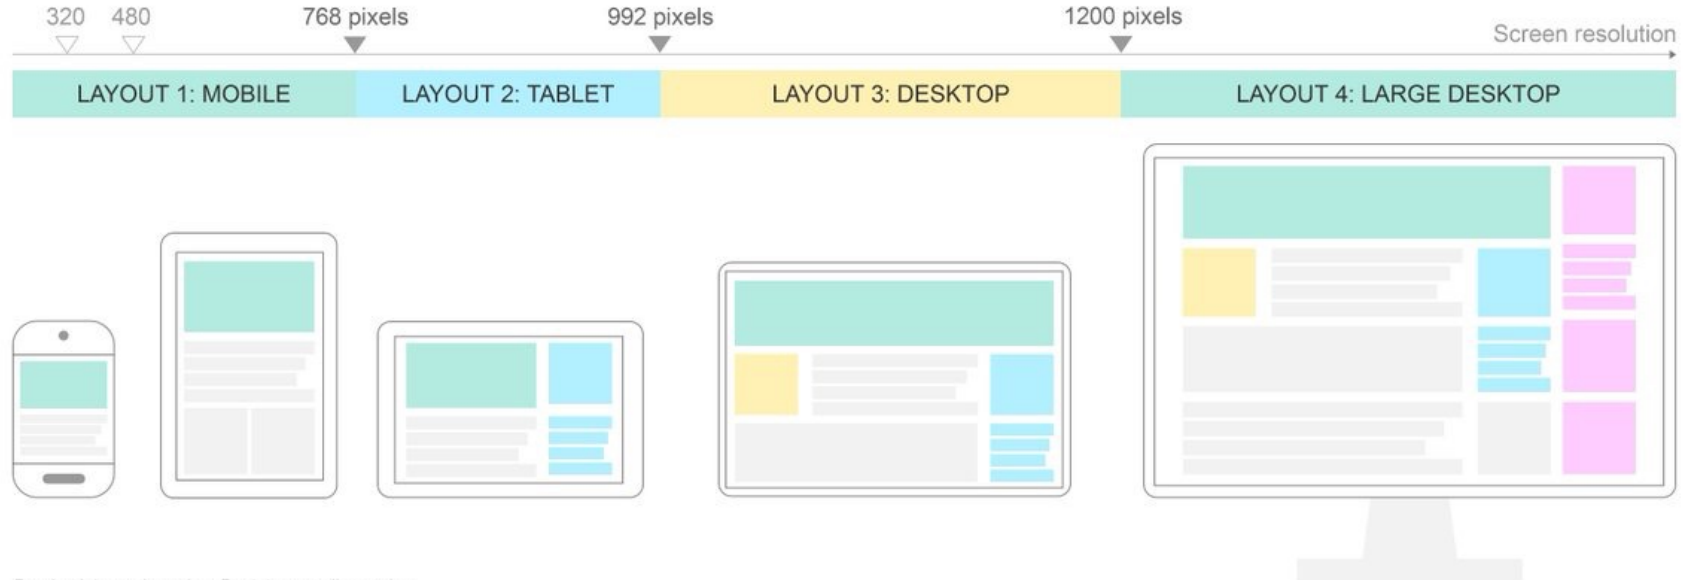 320 480 768 pixels 992 pixels 1200 pixels
Screen resolution
LAYOUT 1: MOBILE LAYOUT 2: TABLET LAYOUT 3: DESKTOP LAYOUT 4: LARGE DESKTOP